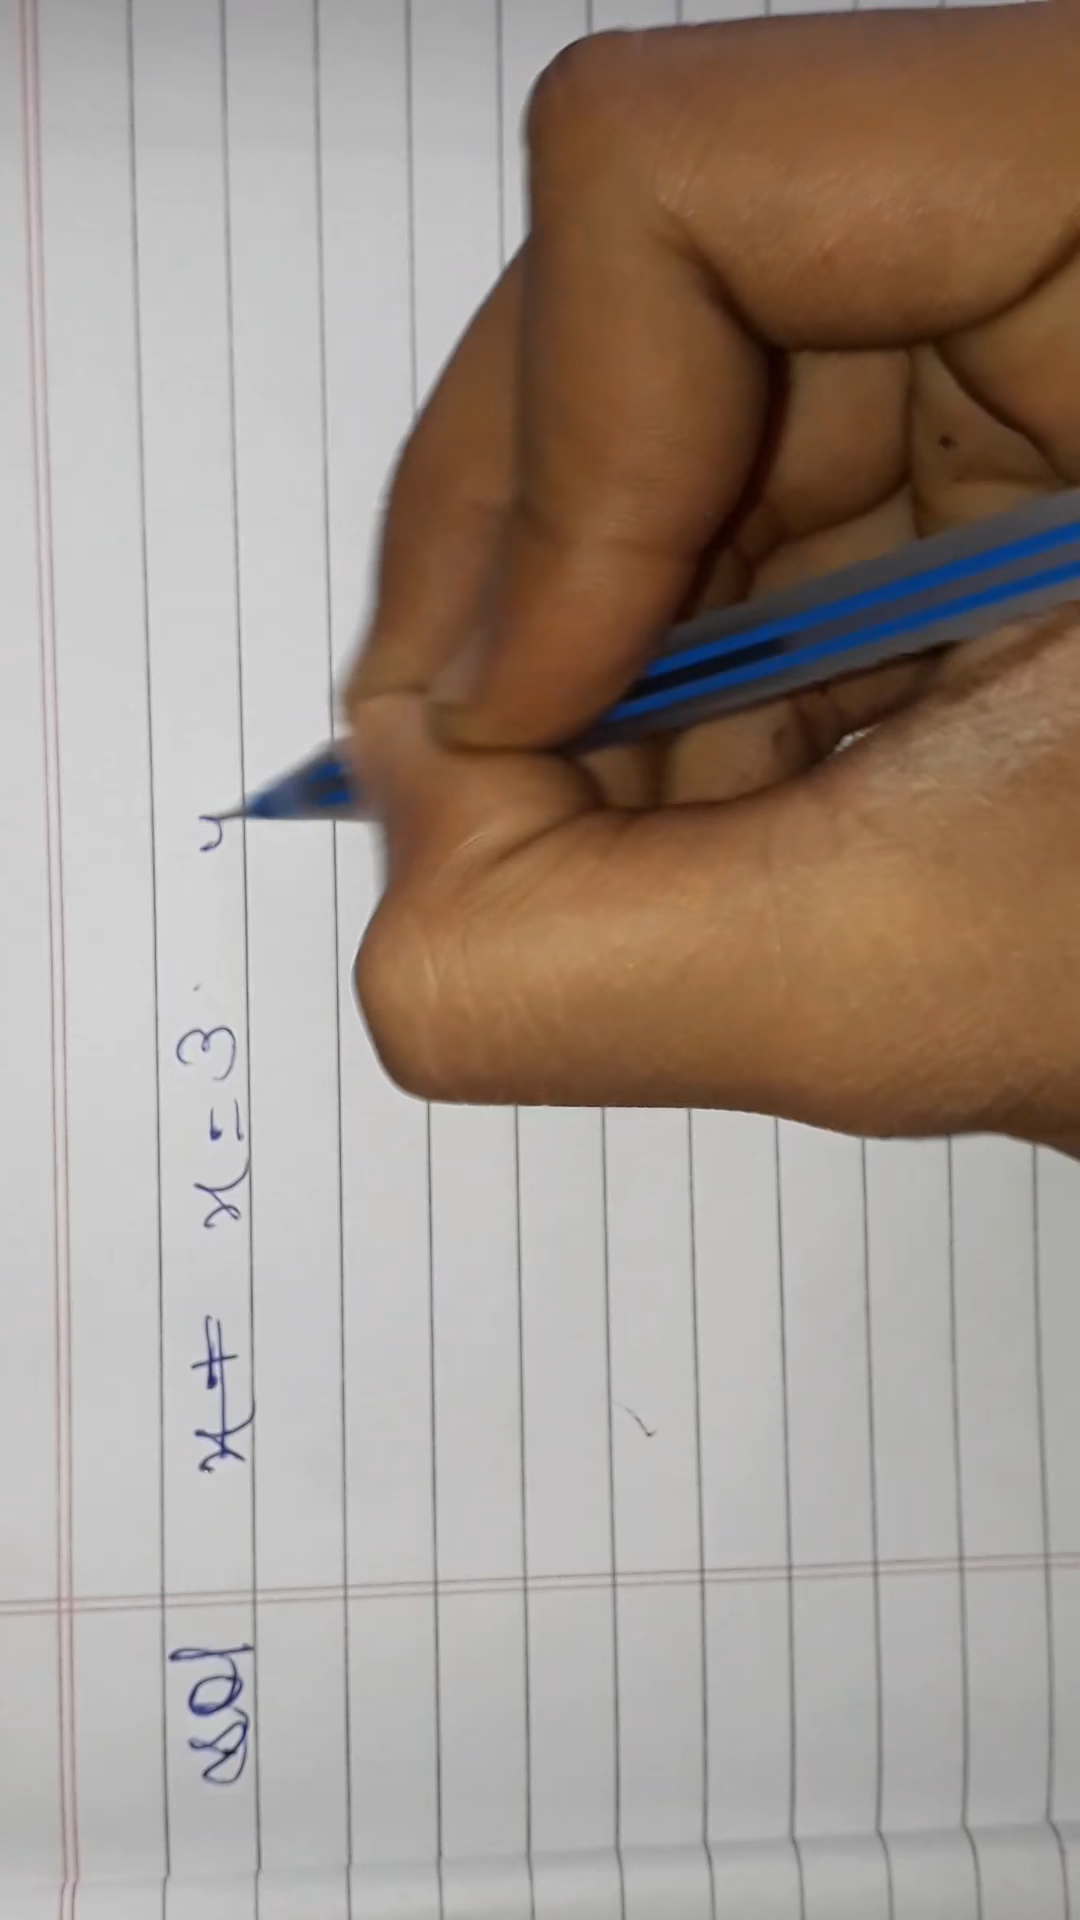 Sol x+ x = 3 y